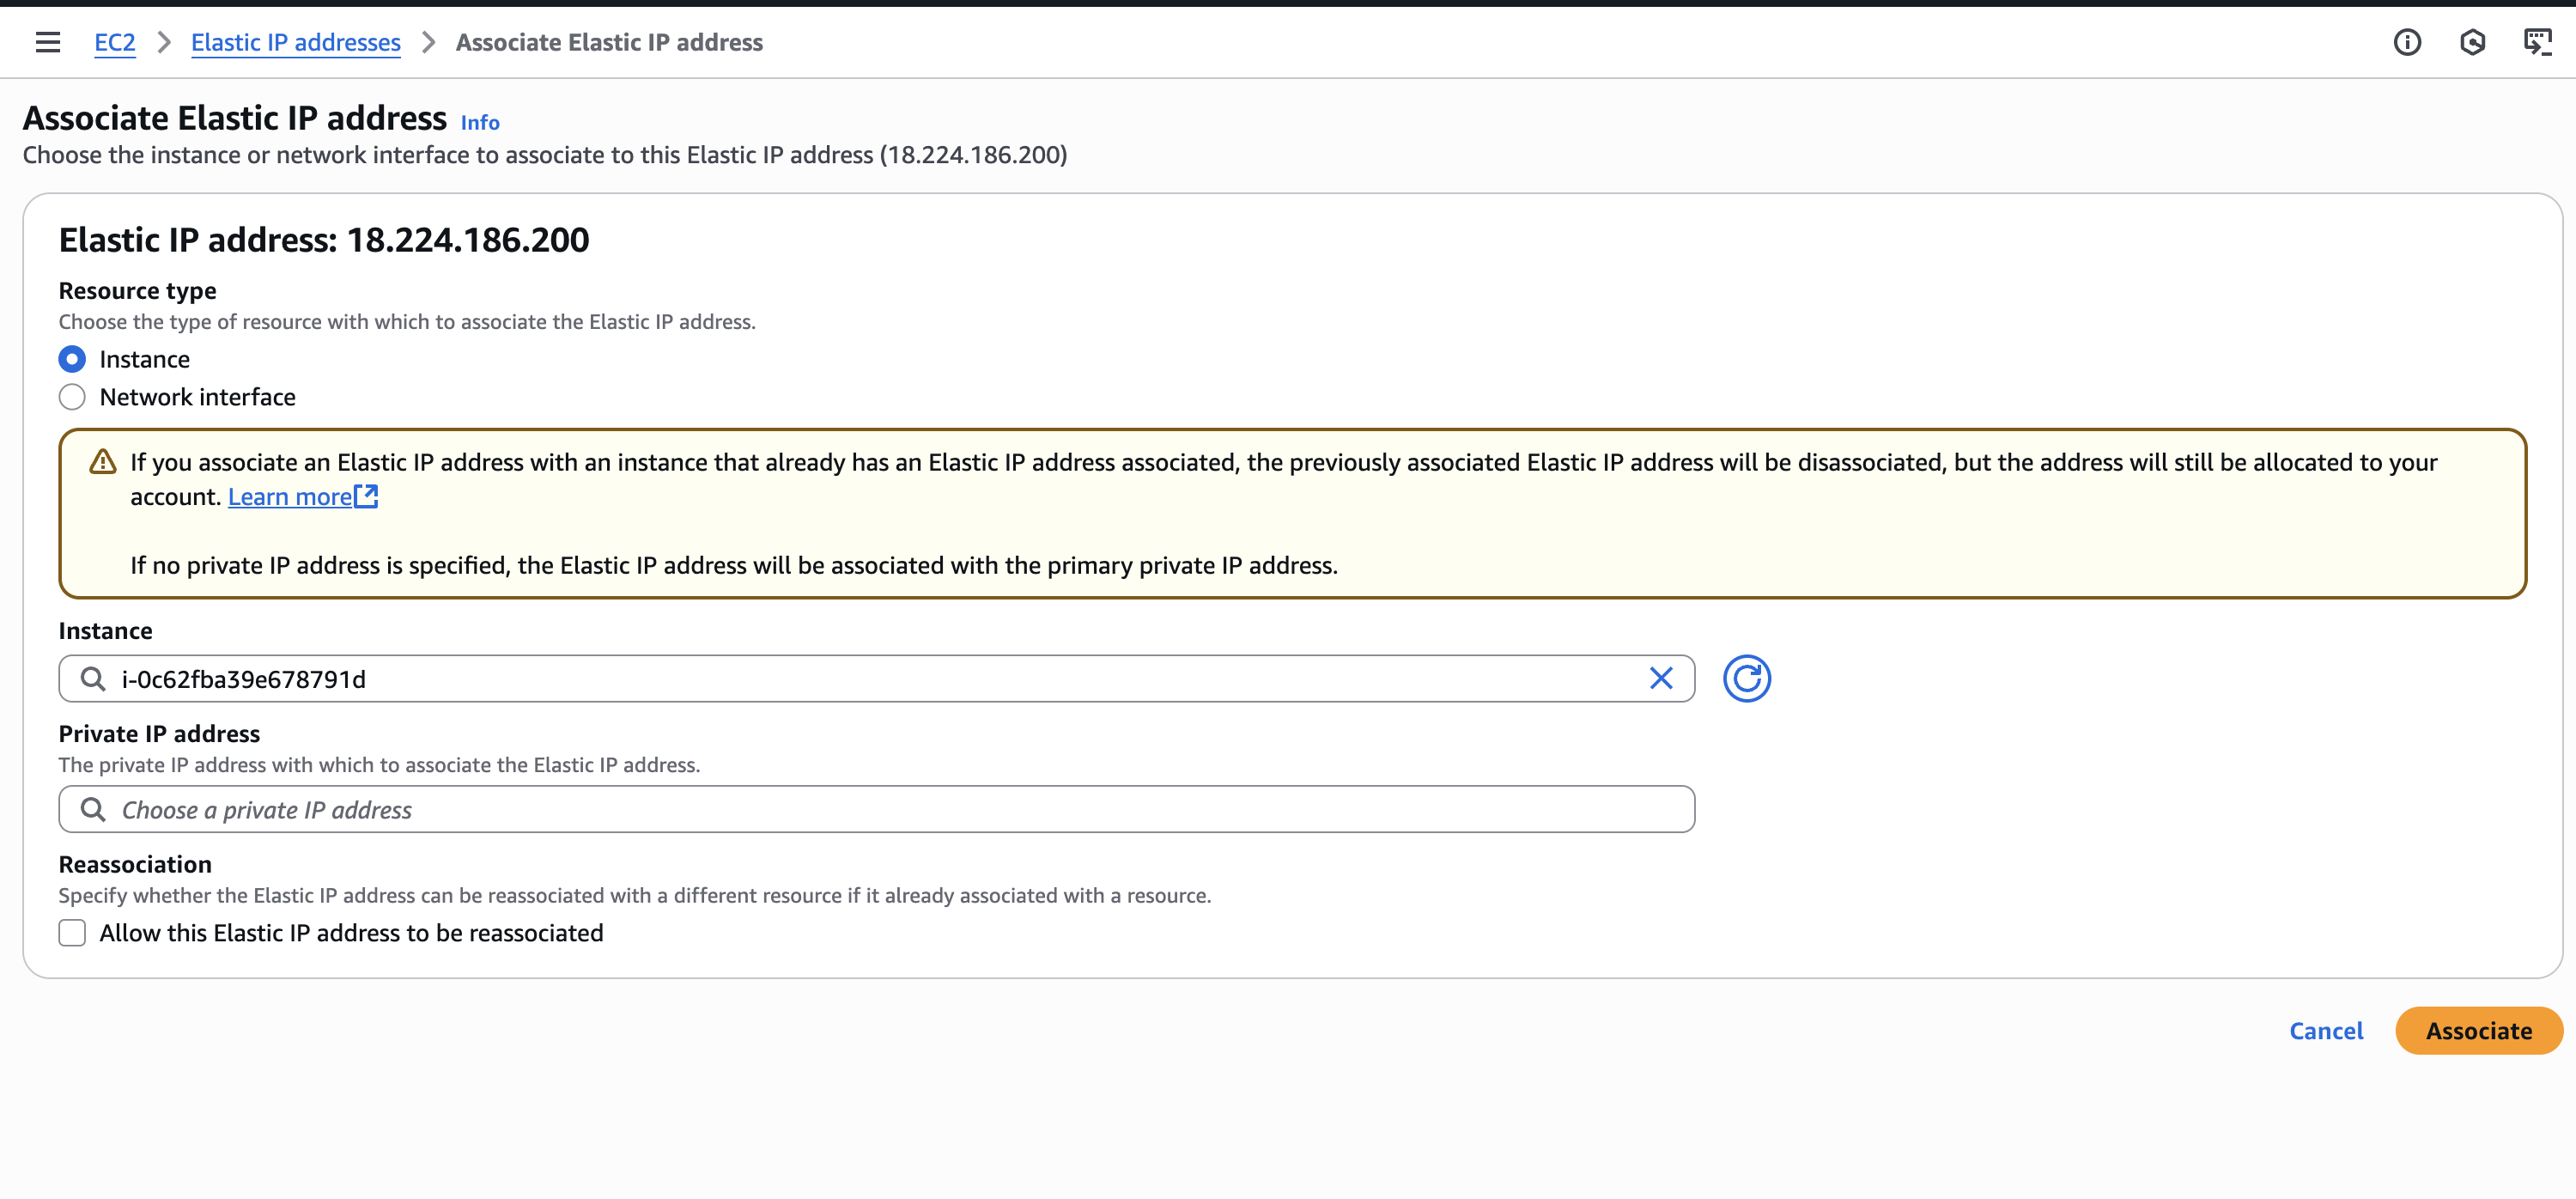 EC2 > Elastic IP addresses > Associate Elastic IP address
Associate Elastic IP address Info
Choose the instance or network interface to associate to this Elastic IP address (18.224.186.200)
Elastic IP address: 18.224.186.200
Resource type
Choose the type of resource with which to associate the Elastic IP address.
Instance
Network interface
If you associate an Elastic IP address with an instance that already has an Elastic IP address associated, the previously associated Elastic IP address will be disassociated, but the address will still be allocated to your
account. Learn more
If no private IP address is specified, the Elastic IP address will be associated with the primary private IP address.
Instance
i-0c62fba39e678791d
Private IP address
The private IP address with which to associate the Elastic IP address.
Choose a private IP address
Reassociation
Specify whether the Elastic IP address can be reassociated with a different resource if it already associated with a resource.
Allow this Elastic IP address to be reassociated
Cancel Associate